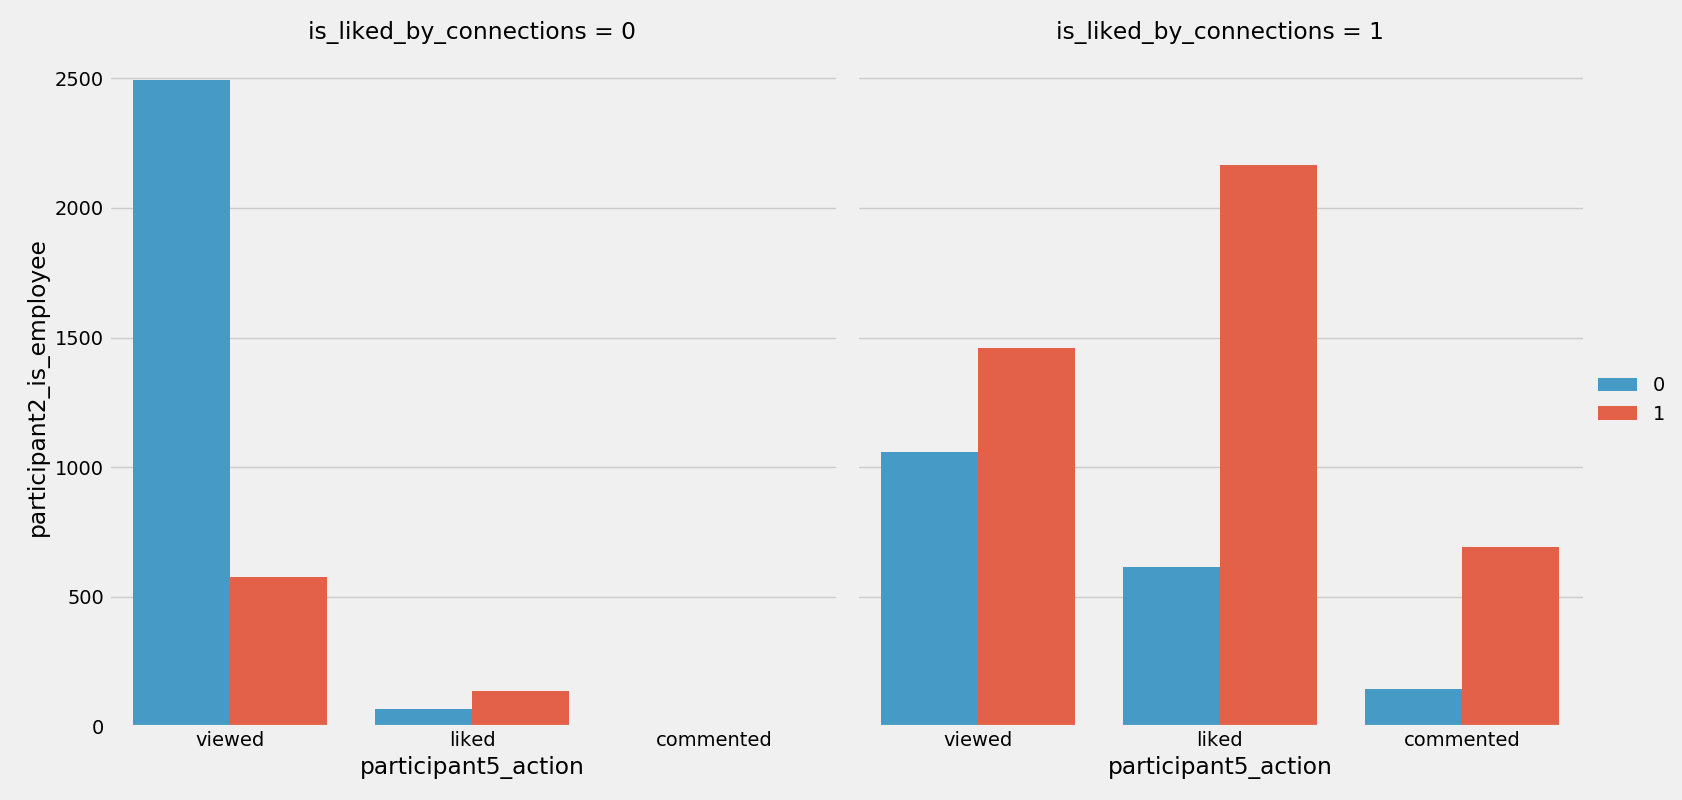 is_liked_by_connections = 0
is_liked_by_connections = 1
participant2_is_employee
2500
2000
1500
1000
500
0
viewed liked commented
viewed liked commented
participant5_action
participant5_action
0
1